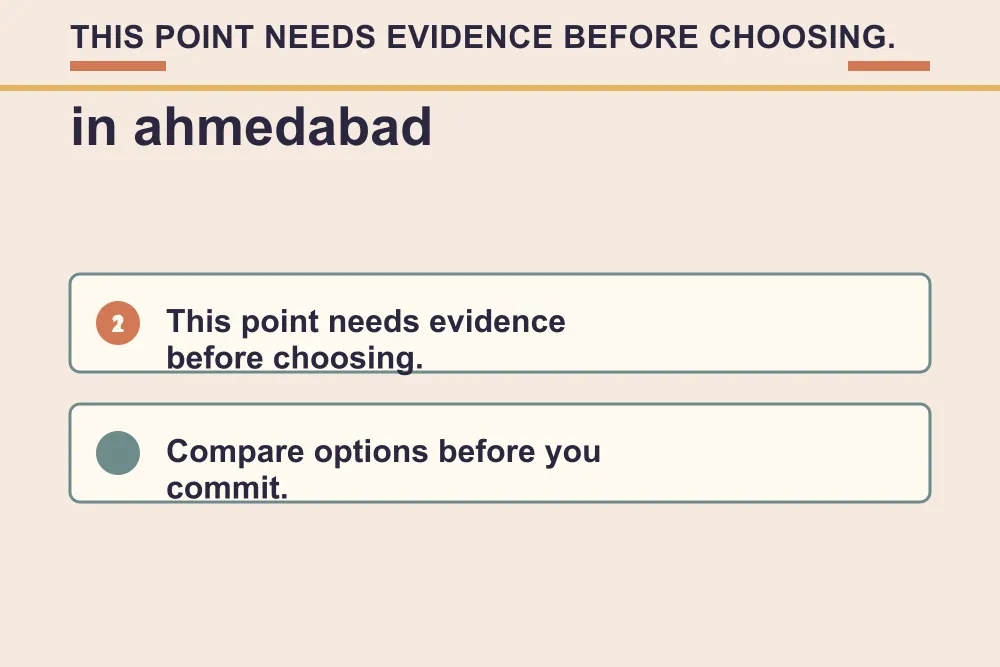 THIS POINT NEEDS EVIDENCE BEFORE CHOOSING.
in ahmedabad
2
This point needs evidence
before choosing.
Compare options before you
commit.